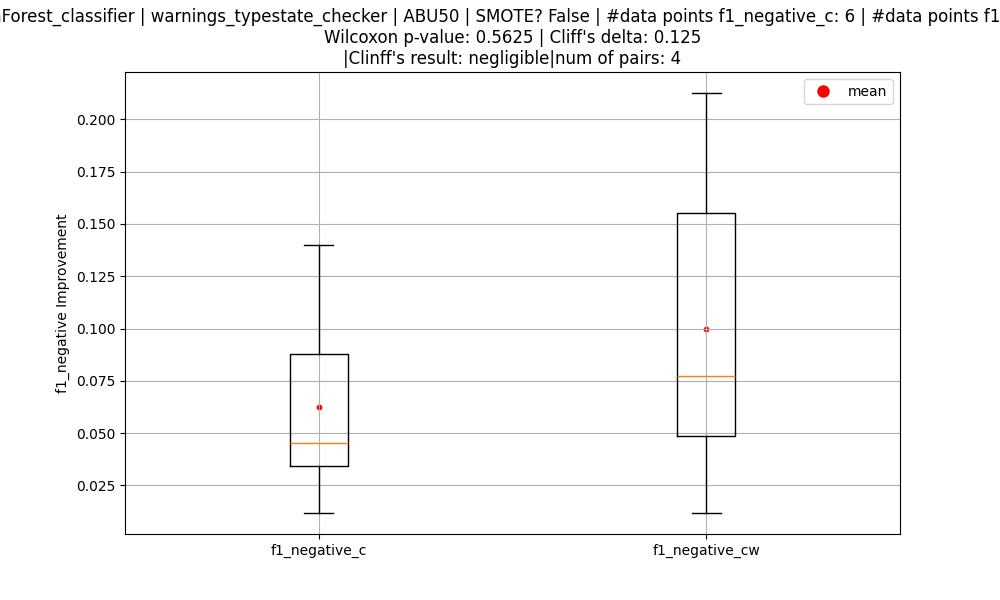 Forest_classifier | warnings_typestate_checker | ABU50 | SMOTE? False | #data points f1_negative_c: 6 | #data points f1
Wilcoxon p-value: 0.5625 | Cliff's delta: 0.125
|Clinff's result: negligible|num of pairs: 4
mean
0.200
0.175
0.150
0.125
0.100
0.075
0.050
0.025
f1_negative Improvement
f1_negative_c
f1_negative_cw